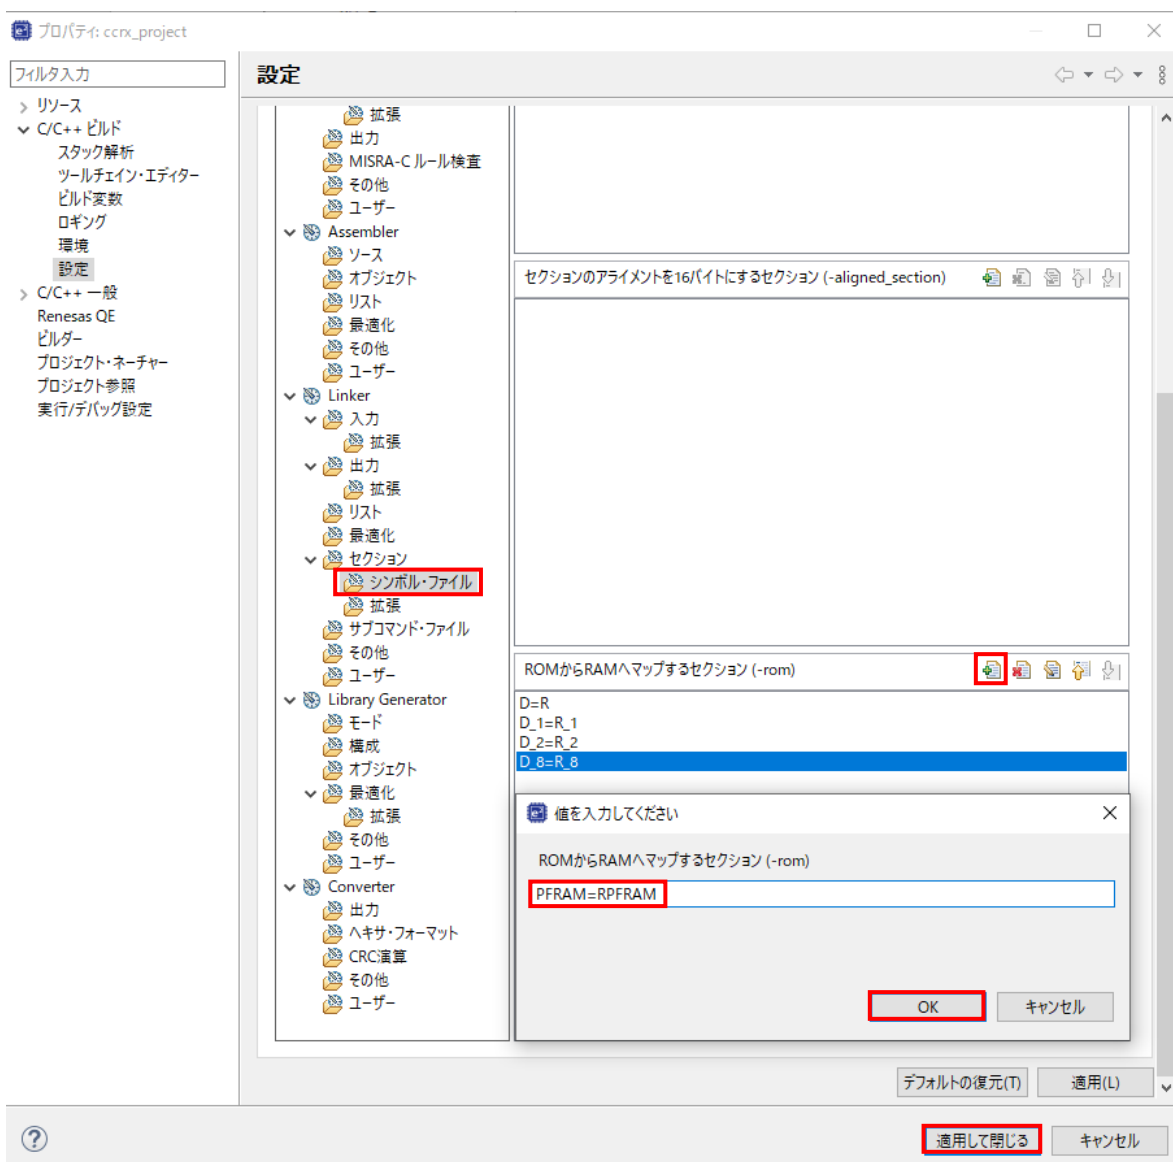 プロパティ: ccrx_project
フィルタ入力
設定
リソース
C/C++ ビルド
スタック解析
ツールチェイン・エディター
ビルド変数
ロギング
環境
設定
C/C++ 一般
Renesas QE
ビルダー
プロジェクト・ネーチャー
プロジェクト参照
実行/デバッグ設定
拡張
出力
MISRA-C ルール検査
その他
ユーザー
Assembler
ソース
オブジェクト
リスト
最適化
その他
ユーザー
Linker
入力
拡張
出力
拡張
リスト
最適化
セクション
シンボル・ファイル
拡張
サブコマンド・ファイル
その他
ユーザー
Library Generator
モード
構成
オブジェクト
最適化
拡張
その他
ユーザー
Converter
出力
ヘキサ・フォーマット
CRC演算
その他
ユーザー
セクションのアライメントを16バイトにするセクション (-aligned_section)
ROMからRAMへマップするセクション (-rom)
D=R
D_1=R_1
D_2=R_2
D_8=R_8
値を入力してください
ROMからRAMへマップするセクション (-rom)
PFRAM=RPFRAM
OK
キャンセル
デフォルトの復元(T)
適用(L)
適用して閉じる
キャンセル